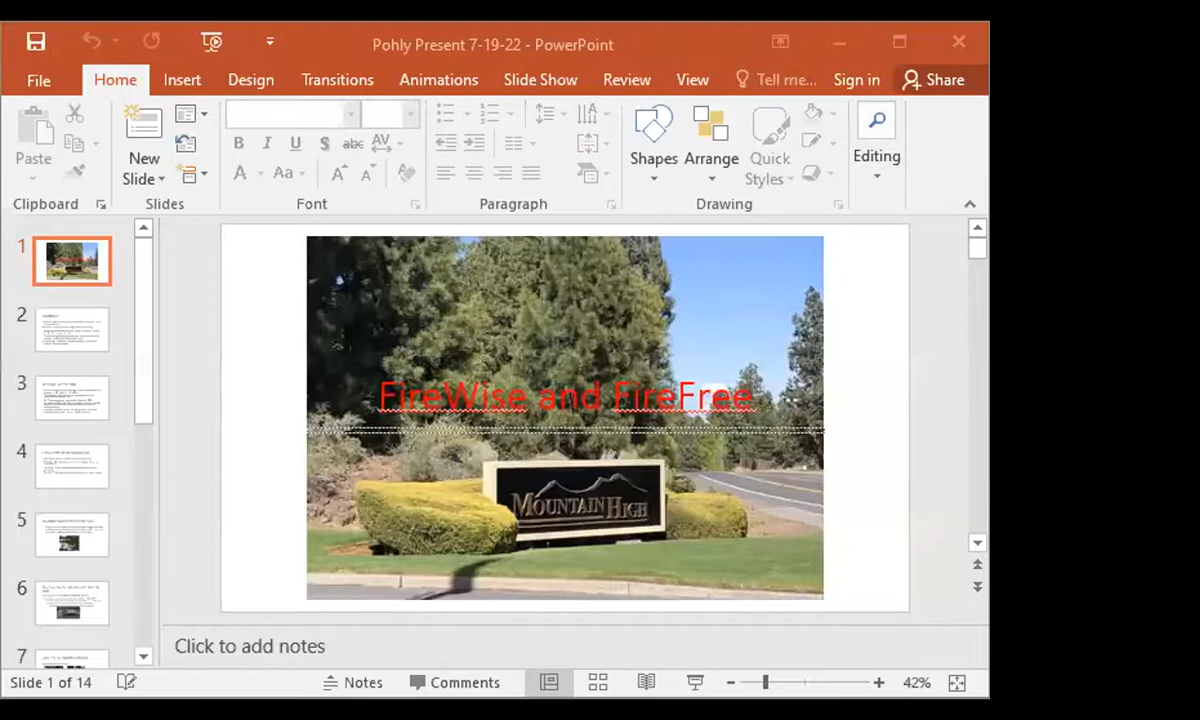 Pohly Present 7-19-22 - PowerPoint
File Home Insert Design Transitions Animations Slide Show Review View Tell me... Sign in Share
Paste
New Slide
B I U S abc AV
A Aa A A
Shapes
Arrange
Quick Styles
Editing
Clipboard Slides Font Paragraph Drawing
1
2
3
4
5
6
7
FireWise and FireFree
MOUNTAIN HIGH
Click to add notes
Slide 1 of 14 Notes Comments 42%